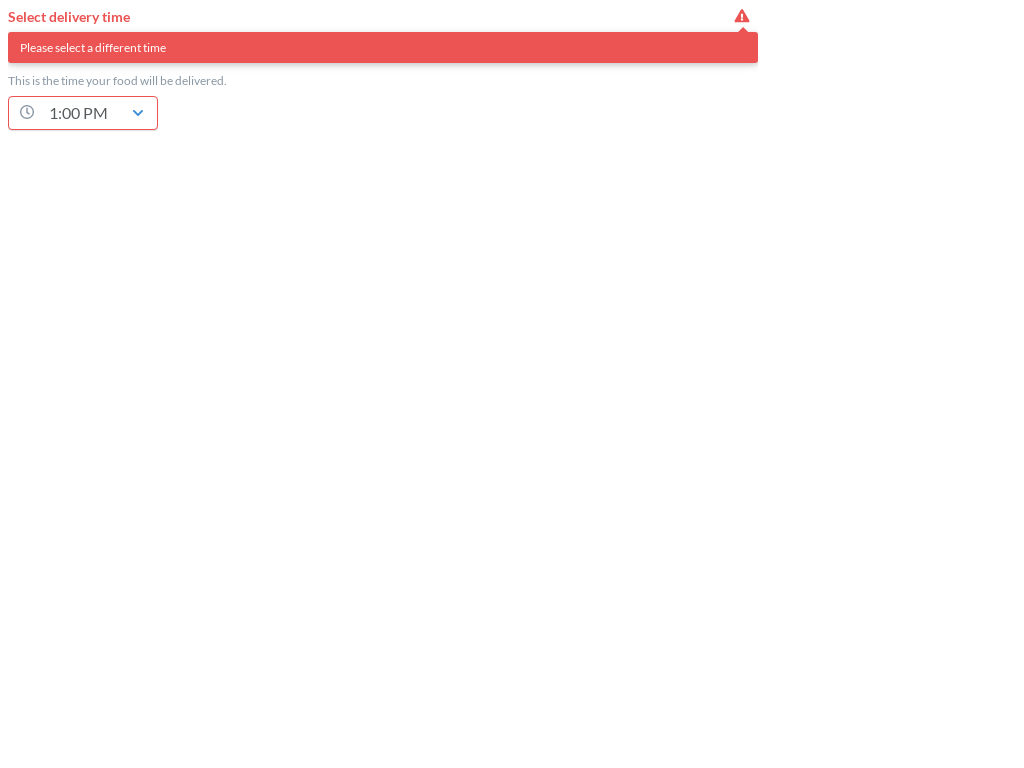 Select delivery time
Please select a different time
This is the time your food will be delivered.
1:00 PM